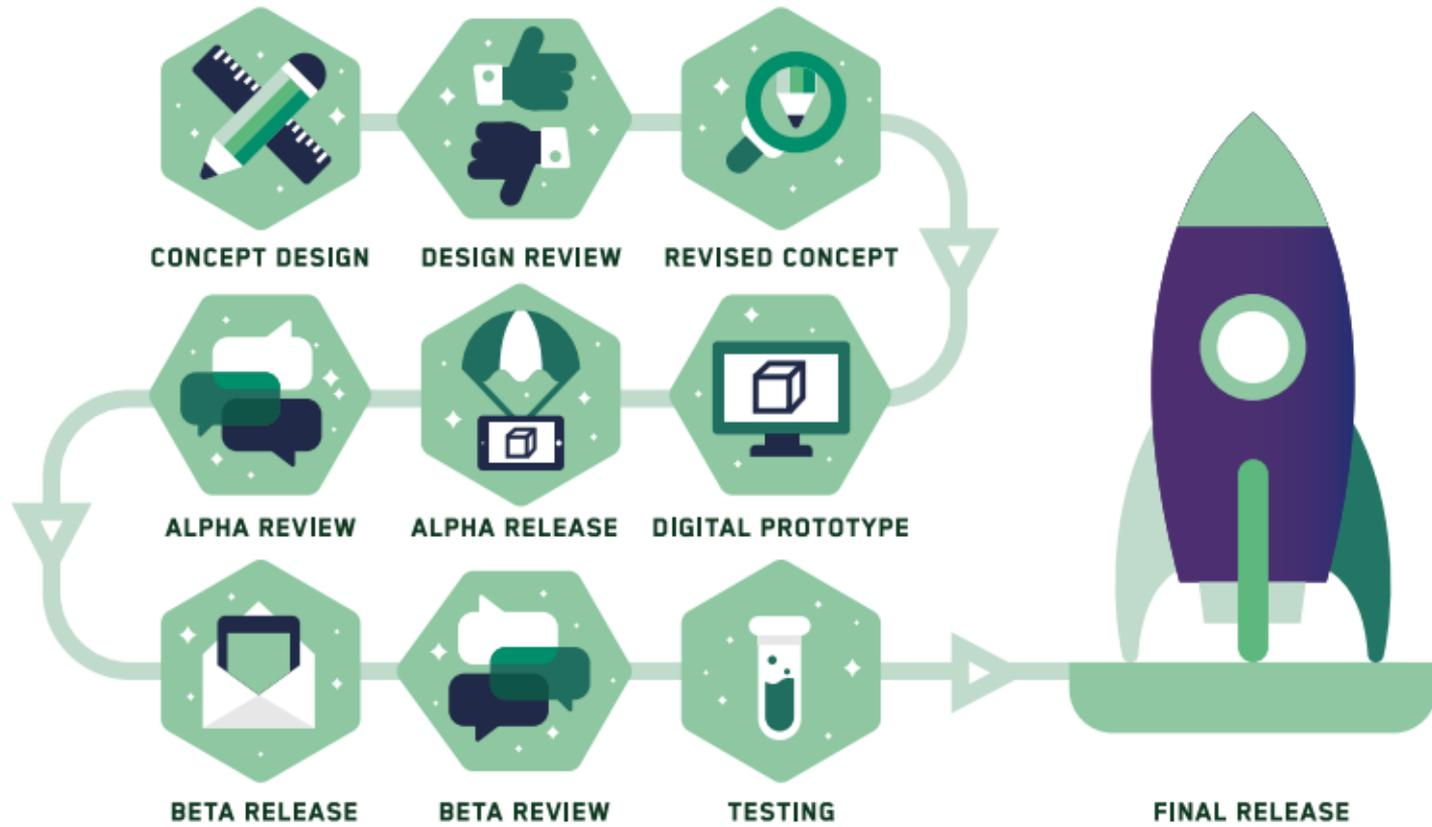 CONCEPT DESIGN
DESIGN REVIEW
REVISED CONCEPT
ALPHA REVIEW
ALPHA RELEASE
DIGITAL PROTOTYPE
BETA RELEASE
BETA REVIEW
TESTING
FINAL RELEASE